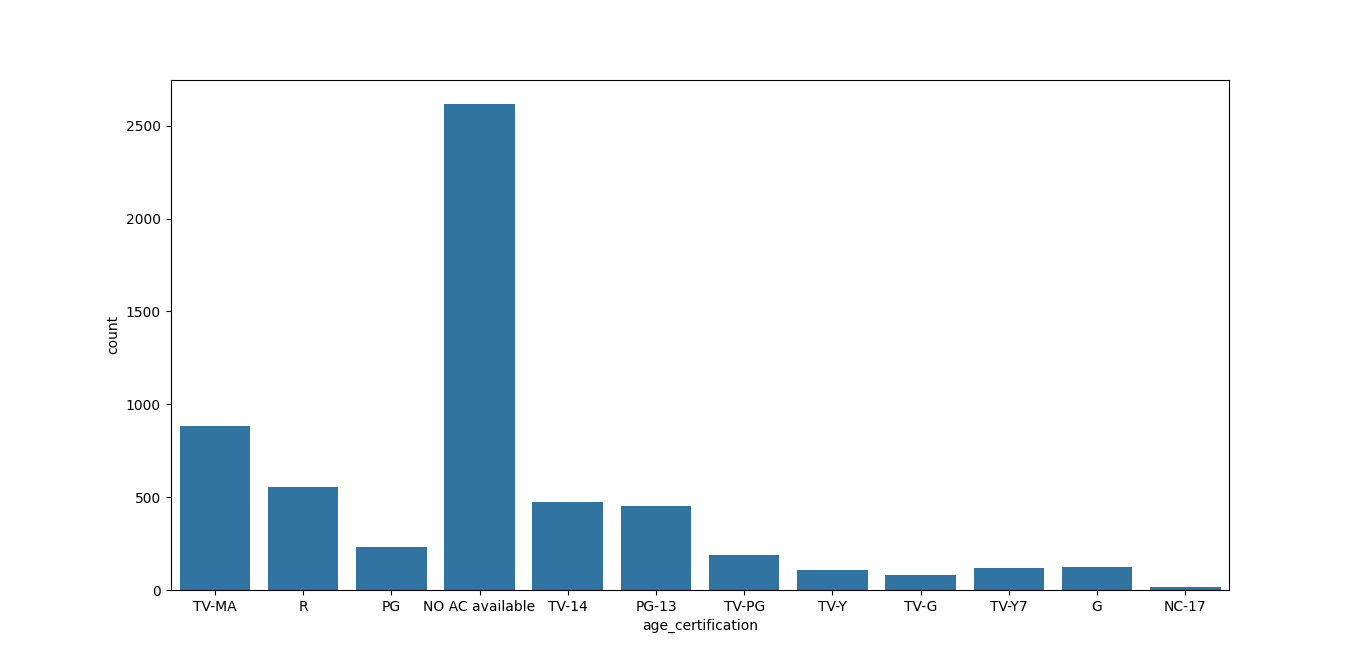 2500
2000
1500
1000
500
0
count
TV-MA R PG NO AC available TV-14 PG-13 TV-PG TV-Y TV-G TV-Y7 G NC-17
age_certification